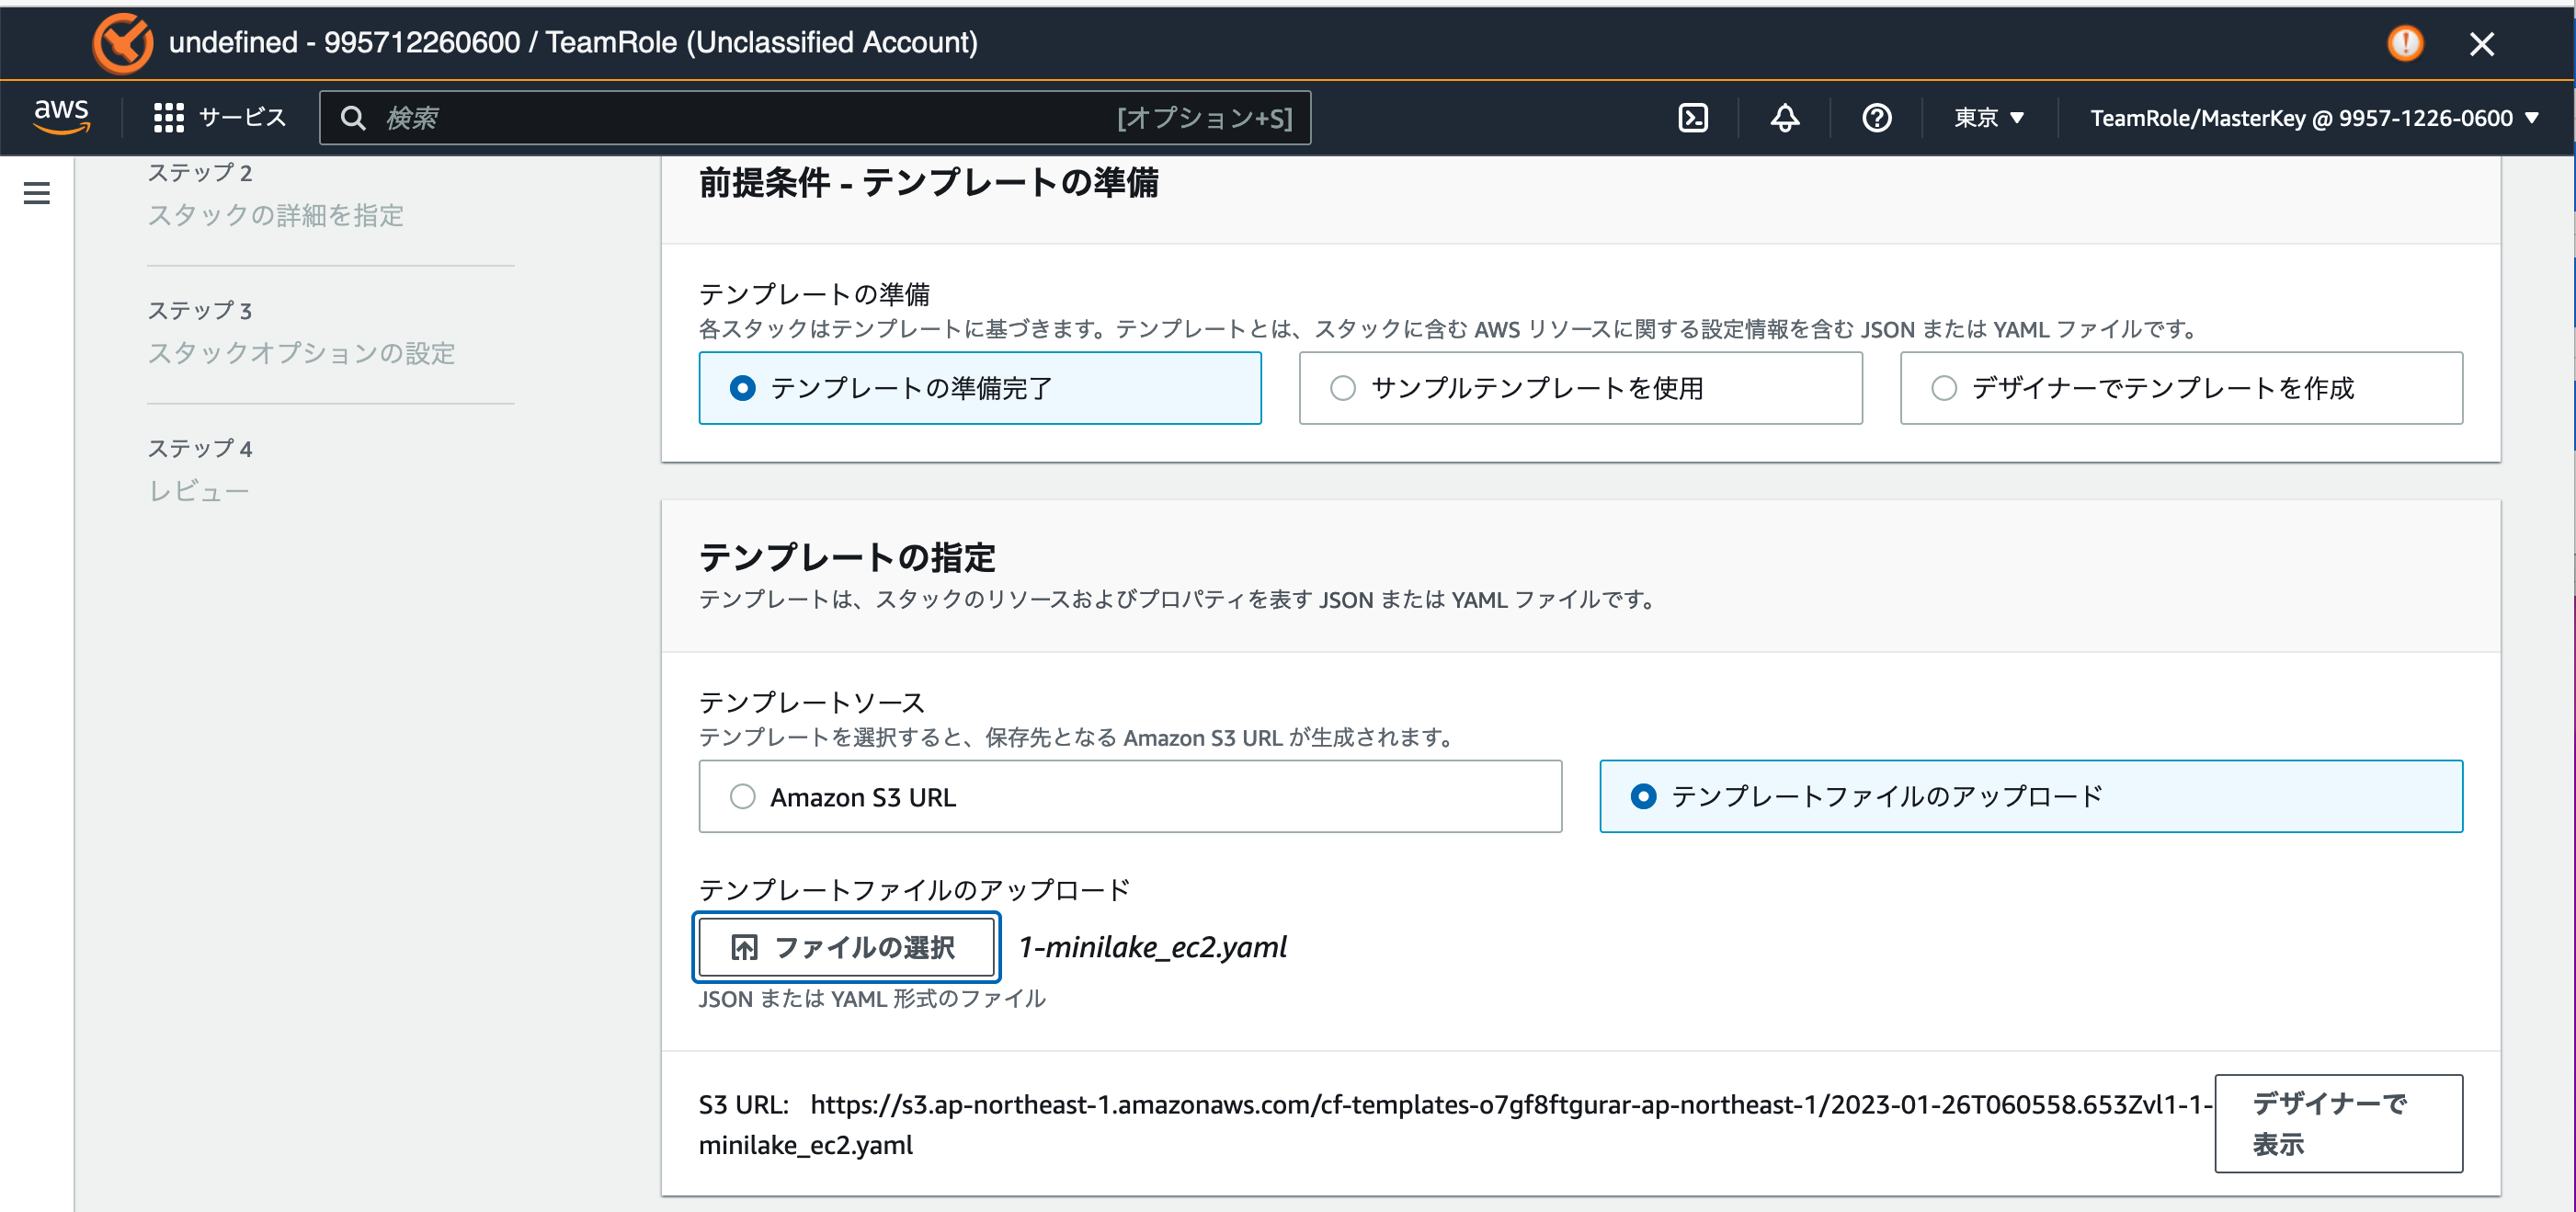 undefined - 995712260600 / TeamRole (Unclassified Account)
aws
サービス
検索
[オプション+S]
東京 ▼
TeamRole/MasterKey @ 9957-1226-0600 ▼
ステップ 2
スタックの詳細を指定
ステップ 3
スタックオプションの設定
ステップ 4
レビュー
前提条件 - テンプレートの準備
テンプレートの準備
各スタックはテンプレートに基づきます。テンプレートとは、スタックに含む AWS リソースに関する設定情報を含む JSON または YAML ファイルです。
テンプレートの準備完了
サンプルテンプレートを使用
デザイナーでテンプレートを作成
テンプレートの指定
テンプレートは、スタックのリソースおよびプロパティを表す JSON または YAML ファイルです。
テンプレートソース
テンプレートを選択すると、保存先となる Amazon S3 URL が生成されます。
Amazon S3 URL
テンプレートファイルのアップロード
テンプレートファイルのアップロード
ファイルの選択
1-minilake_ec2.yaml
JSON または YAML 形式のファイル
S3 URL: https://s3.ap-northeast-1.amazonaws.com/cf-templates-o7gf8ftgurar-ap-northeast-1/2023-01-26T060558.653Zvl1-1-
minilake_ec2.yaml
デザイナーで
表示